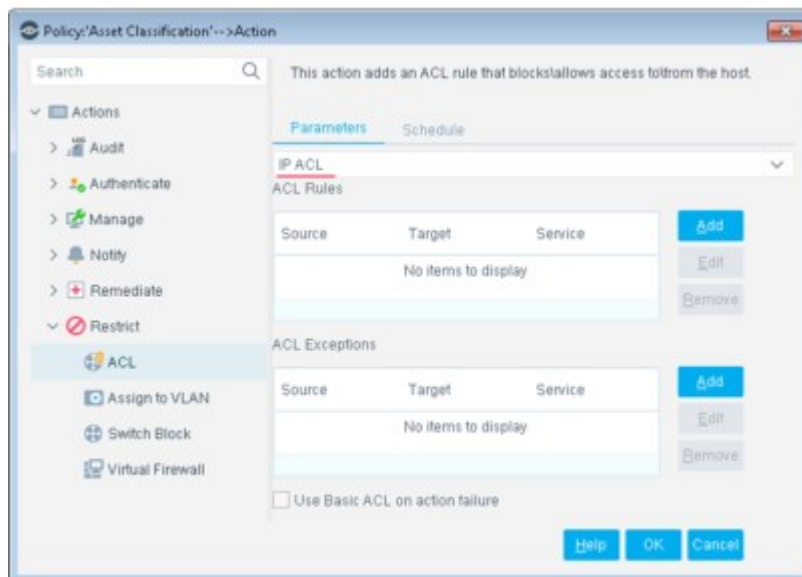 Policy:'Asset Classification'-->Action
Search
This action adds an ACL rule that blocks\allows access to\from the host.
Actions
Audit
Authenticate
Manage
Notify
Remediate
Restrict
ACL
Assign to VLAN
Switch Block
Virtual Firewall
Parameters Schedule
IP ACL
ACL Rules
Source Target Service
No items to display
Add
Edit
Remove
ACL Exceptions
Source Target Service
No items to display
Add
Edit
Remove
Use Basic ACL on action failure
Help OK Cancel